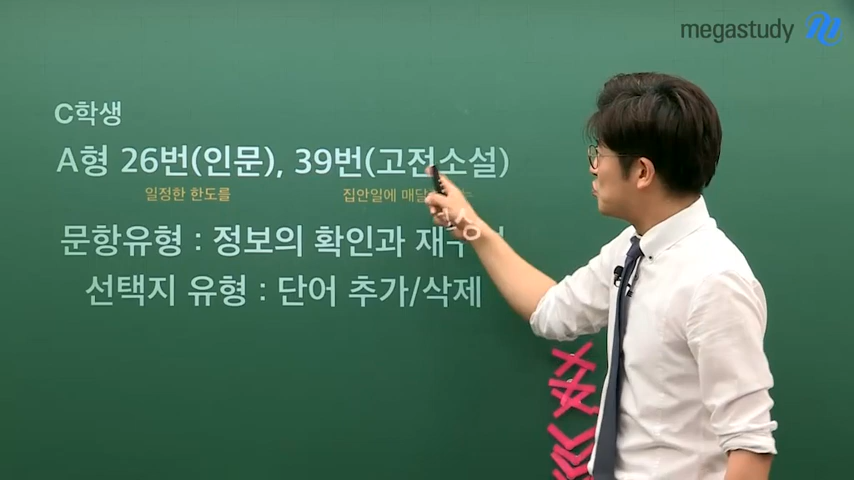 megastudy
C학생
A형 26번(인문), 39번(고전소설)
일정한 한도를 집안일에
문항유형 : 정보의 확인과
선택지 유형 : 단어 추가/삭제